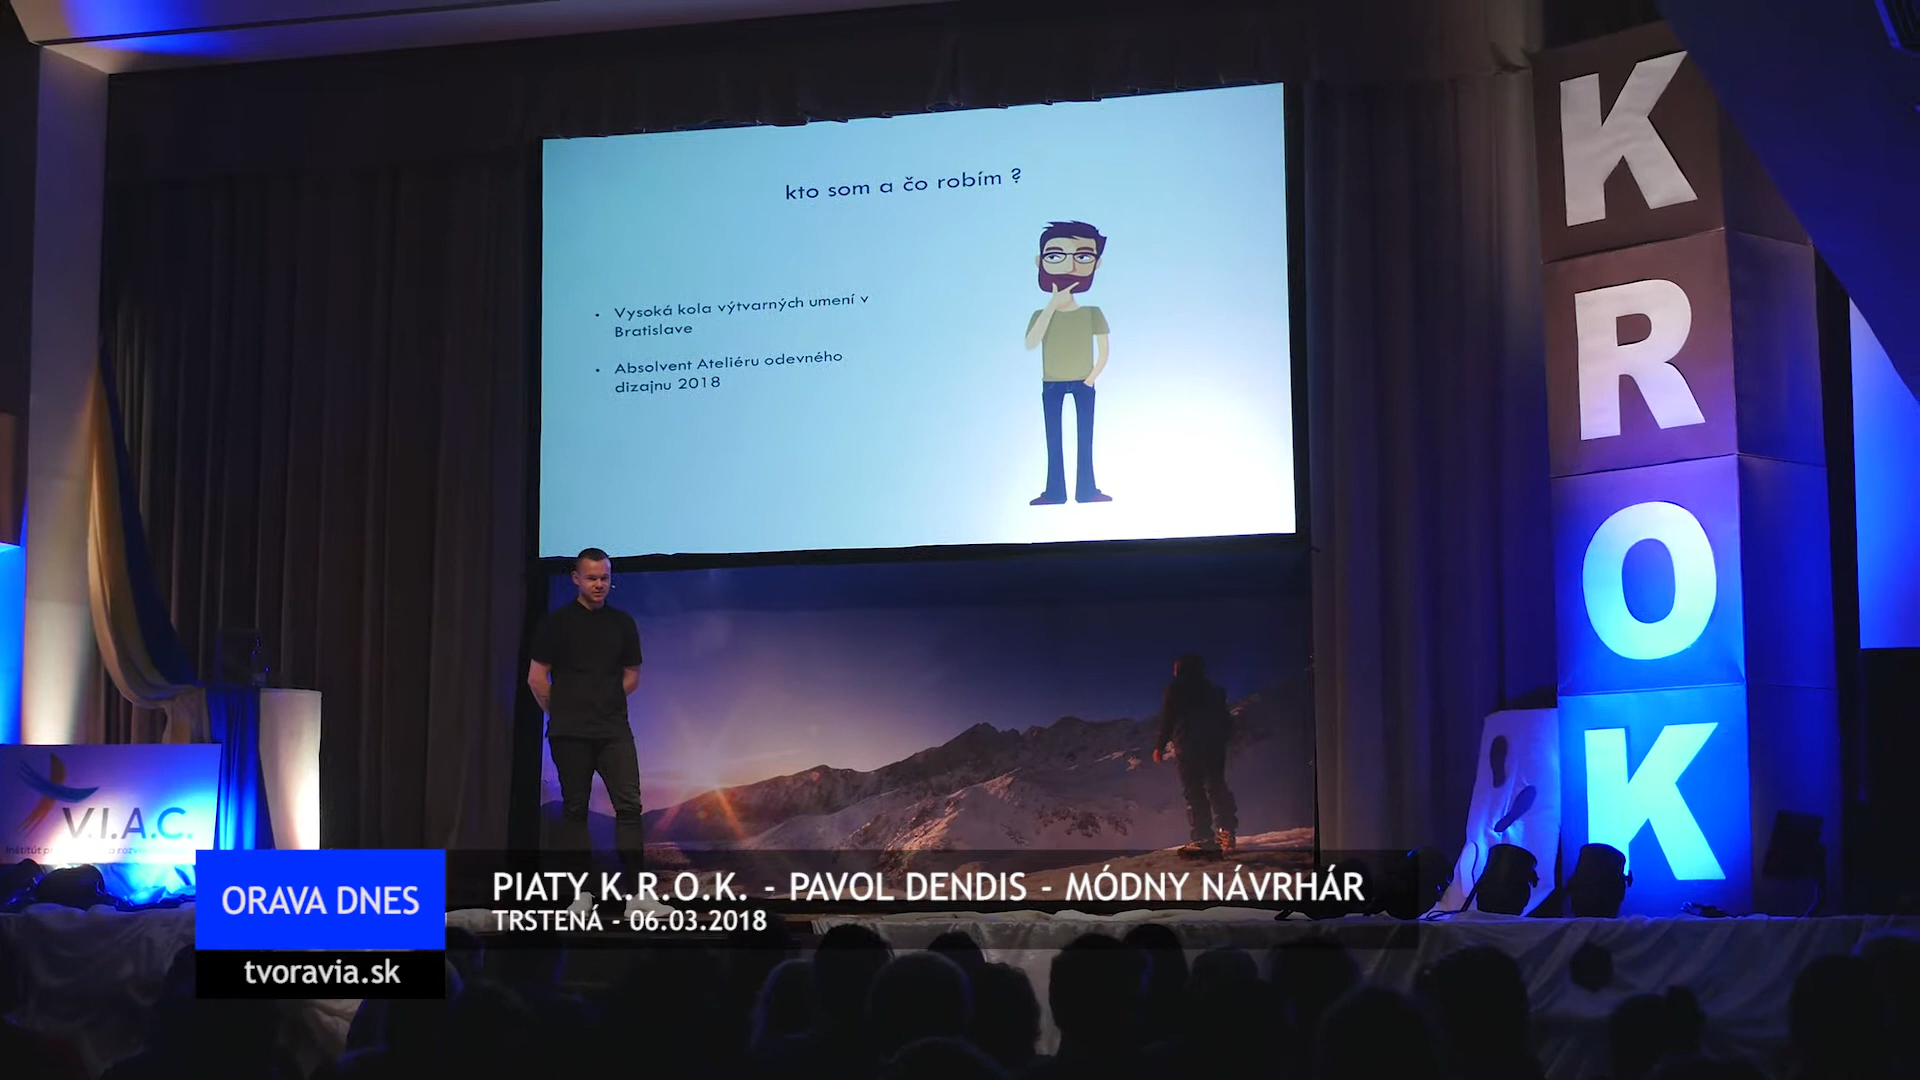 kto som a čo robím ?
• Vysoká kola výtvarných umení v
Bratislave
• Absolvent Ateliéru odevného
dizajnu 2018
K
R
O
K
V.I.A.C.
Inštitút
ORAVA DNES
tvoravia.sk
PIATY K.R.O.K. - PAVOL DENDIS - MÓDNY NÁVRHÁR
TRSTENÁ - 06.03.2018